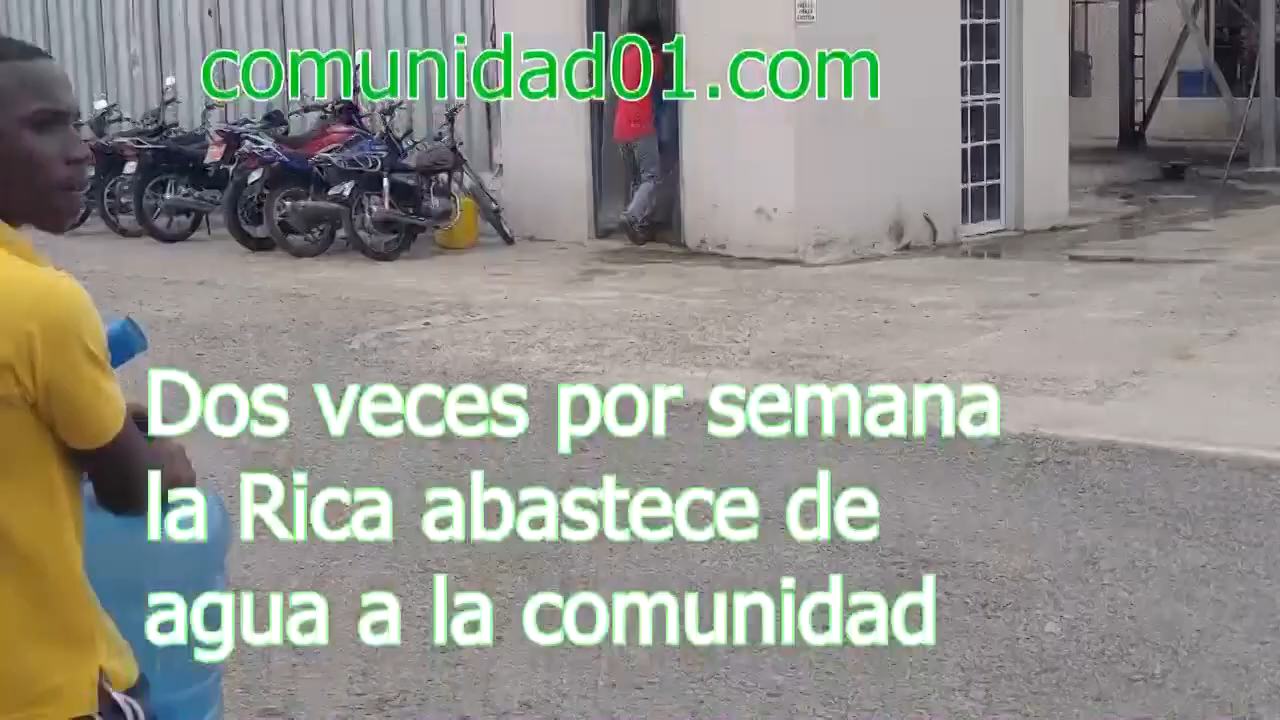 comunidad01.com
Dos veces por semana
la Rica abastece de
agua a la comunidad